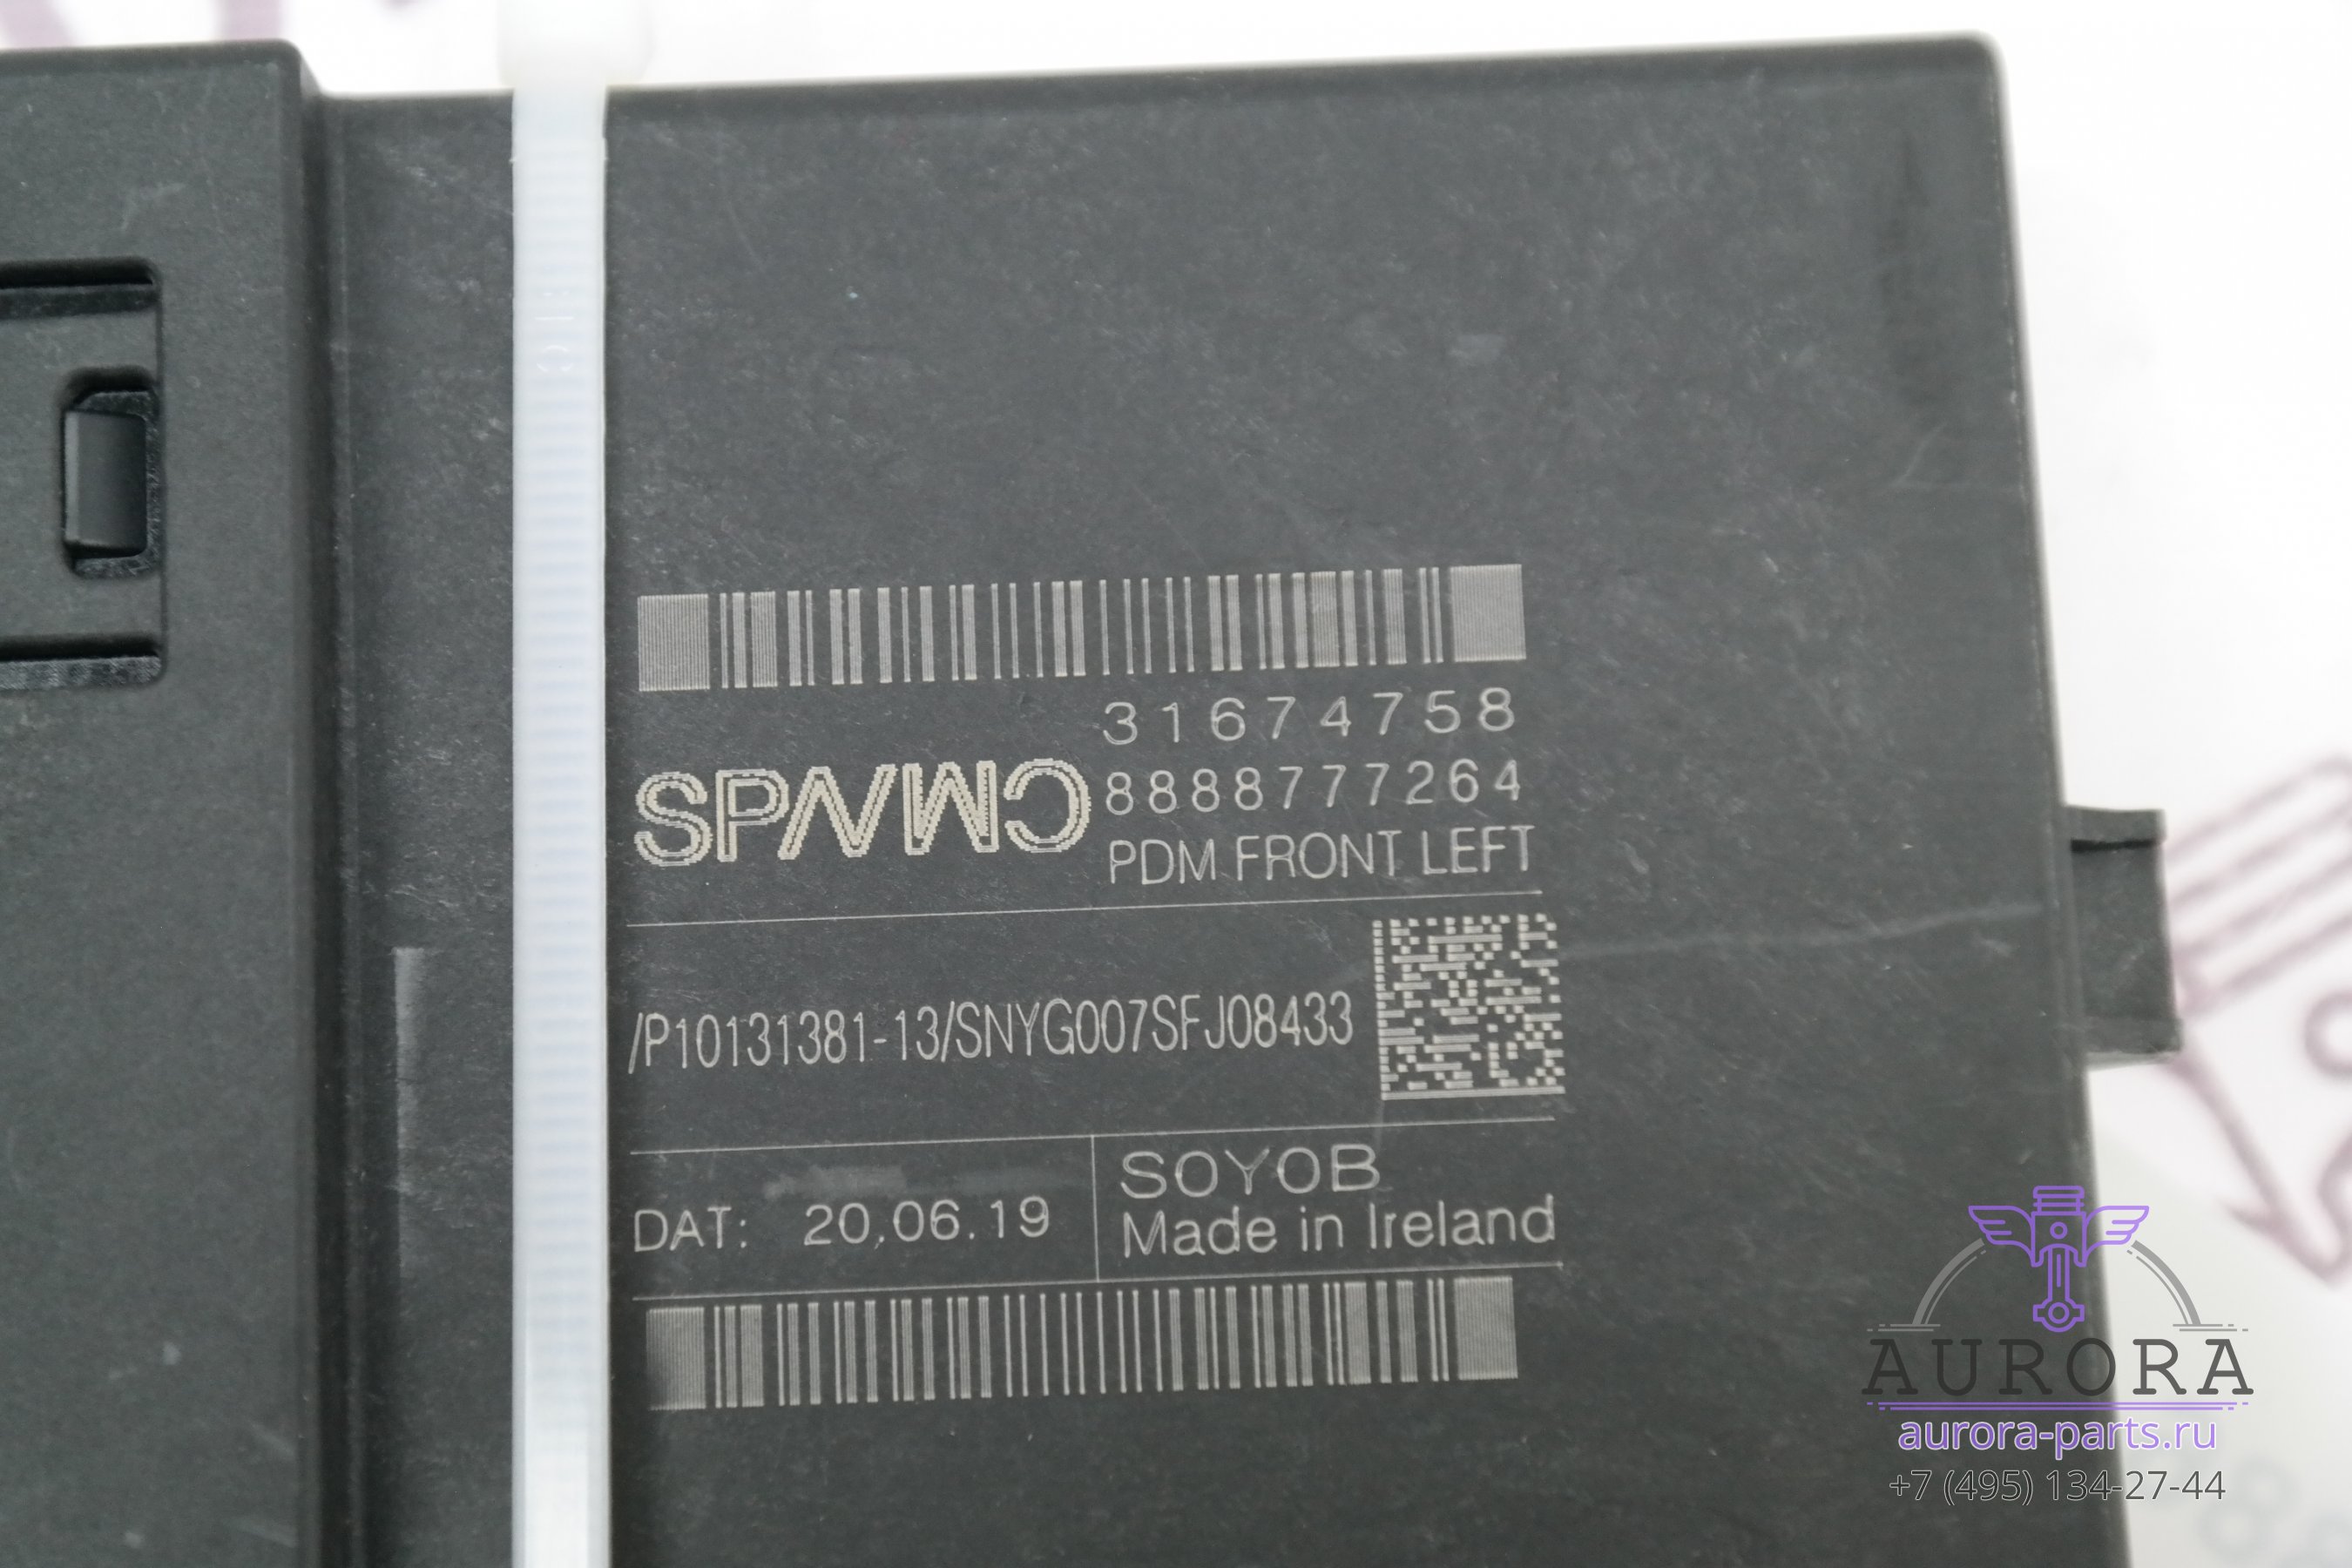 31674758
8888777264
PDM FRONT LEFT
/P10131381-13/SNYG007SFJ08433
DAT: 20.06.19
SOYOB
Made in Ireland
AURORA
aurora-parts.ru
+7 (495) 134-27-44